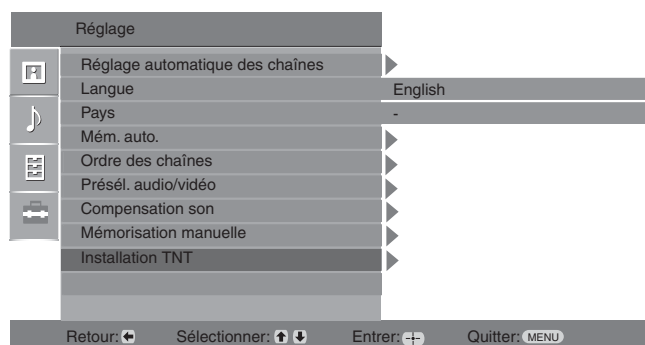 Réglage
Réglage automatique des chaînes
Langue English
Pays -
Mém. auto.
Ordre des chaînes
Présél. audio/vidéo
Compensation son
Mémorisation manuelle
Installation TNT
Retour: Sélectionner: Entrer: Quitter: MENU